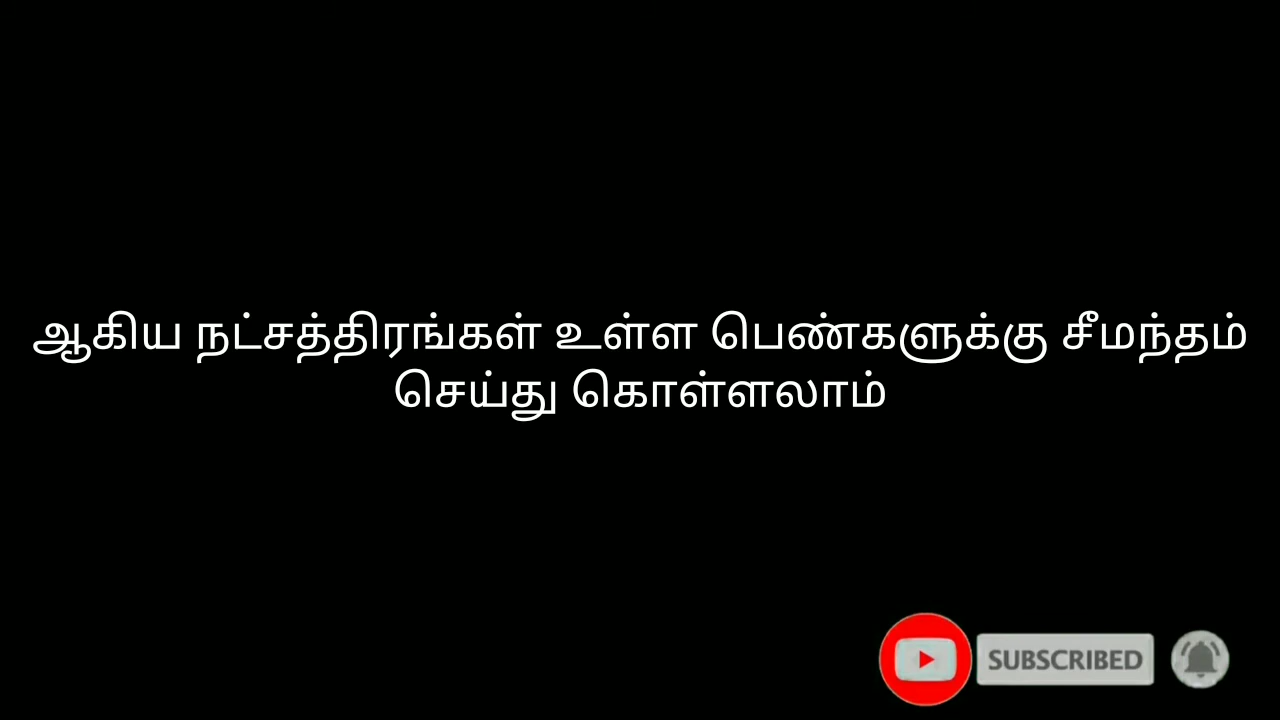 ஆகிய நட்சத்திரங்கள் உள்ள பெண்களுக்கு சீமந்தம்
செய்து கொள்ளலாம்
SUBSCRIBED